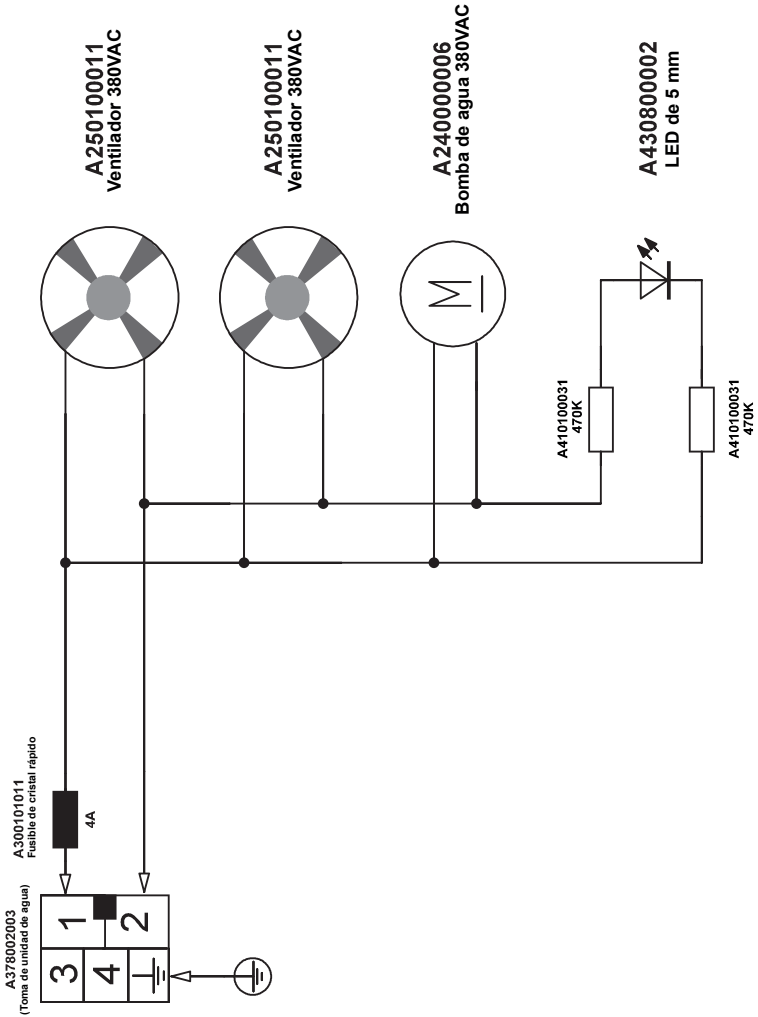 A250100011
Ventilador 380VAC
A250100011
Ventilador 380VAC
A240000006
Bomba de agua 380VAC
A430800002
LED de 5 mm
M
A410100031
470K
A410100031
470K
A300101011
Fusible de cristal rápido
4A
A378002003
(Toma de unidad de agua)
1
2
3
4